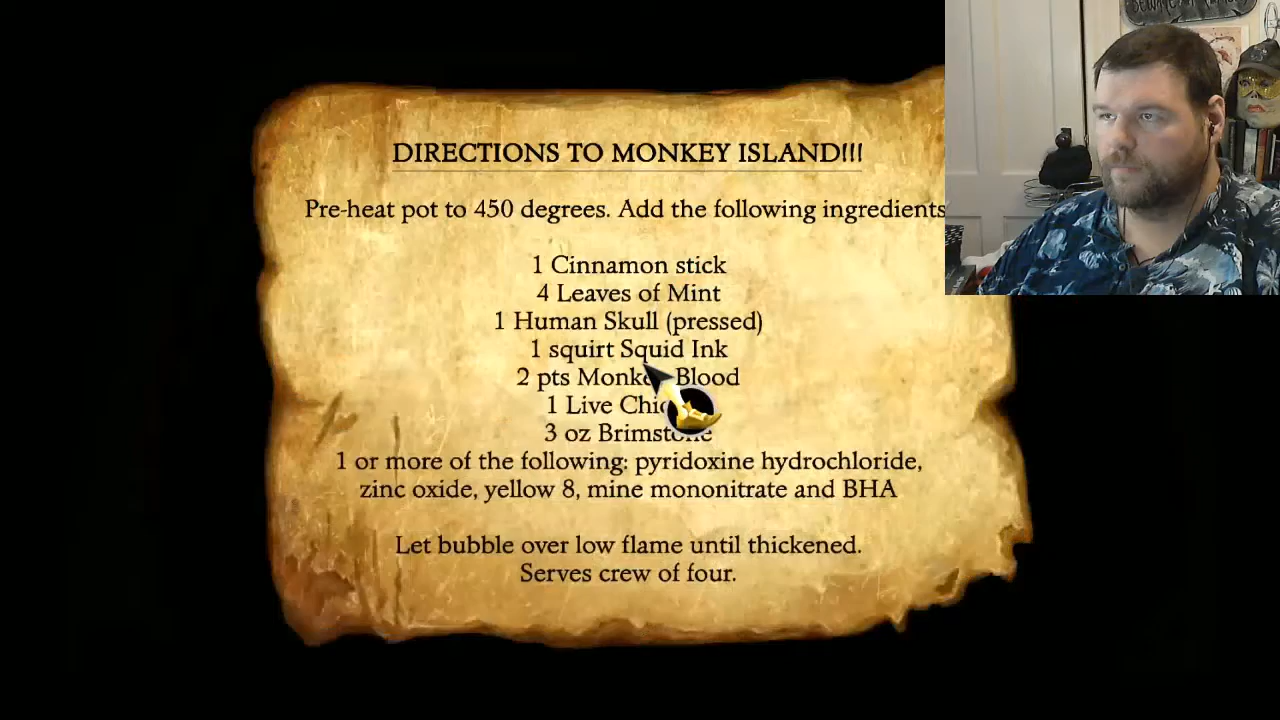 DIRECTIONS TO MONKEY ISLAND!!!
Pre-heat pot to 450 degrees. Add the following ingredients
1 Cinnamon stick
4 Leaves of Mint
1 Human Skull (pressed)
1 squirt Squid Ink
2 pts Monkey Blood
1 Live
3 oz Brimstone
1 or more of the following: pyridoxine hydrochloride,
zinc oxide, yellow 8, mine mononitrate and BHA
Let bubble over low flame until thickened.
Serves crew of four.